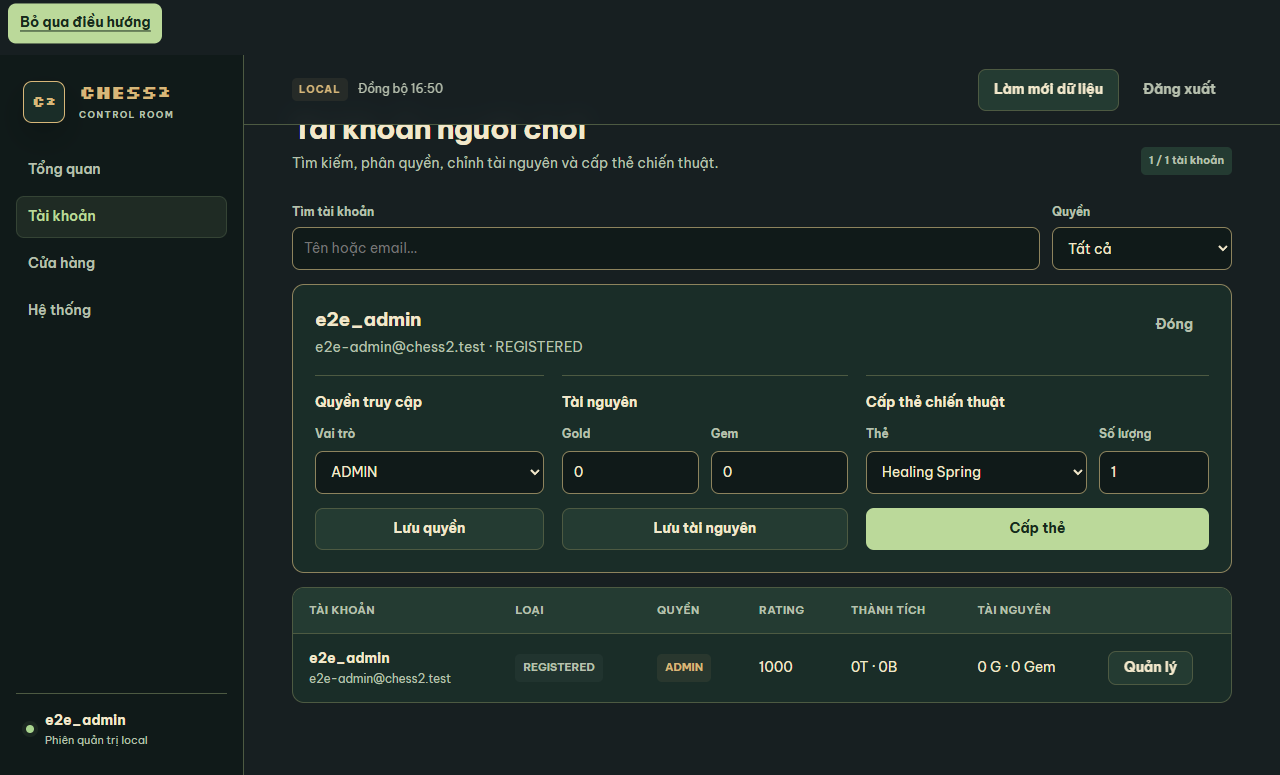 Bỏ qua điều hướng
C2
CHESS2
CONTROL ROOM
Tổng quan
Tài khoản
Cửa hàng
Hệ thống
e2e_admin
Phiên quản trị local
LOCAL
Đồng bộ 16:50
Làm mới dữ liệu
Đăng xuất
Tài khoản người chơi
Tìm kiếm, phân quyền, chỉnh tài nguyên và cấp thẻ chiến thuật.
1 / 1 tài khoản
Tìm tài khoản
Quyền
Tên hoặc email...
Tất cả
e2e_admin
Đóng
e2e-admin@chess2.test · REGISTERED
Quyền truy cập
Tài nguyên
Cấp thẻ chiến thuật
Vai trò
Gold
Gem
Thẻ
Số lượng
ADMIN
0
0
Healing Spring
1
Lưu quyền
Lưu tài nguyên
Cấp thẻ
TÀI KHOẢN
LOẠI
QUYỀN
RATING
THÀNH TÍCH
TÀI NGUYÊN
e2e_admin
e2e-admin@chess2.test
REGISTERED
ADMIN
1000
0T · 0B
0 G · 0 Gem
Quản lý